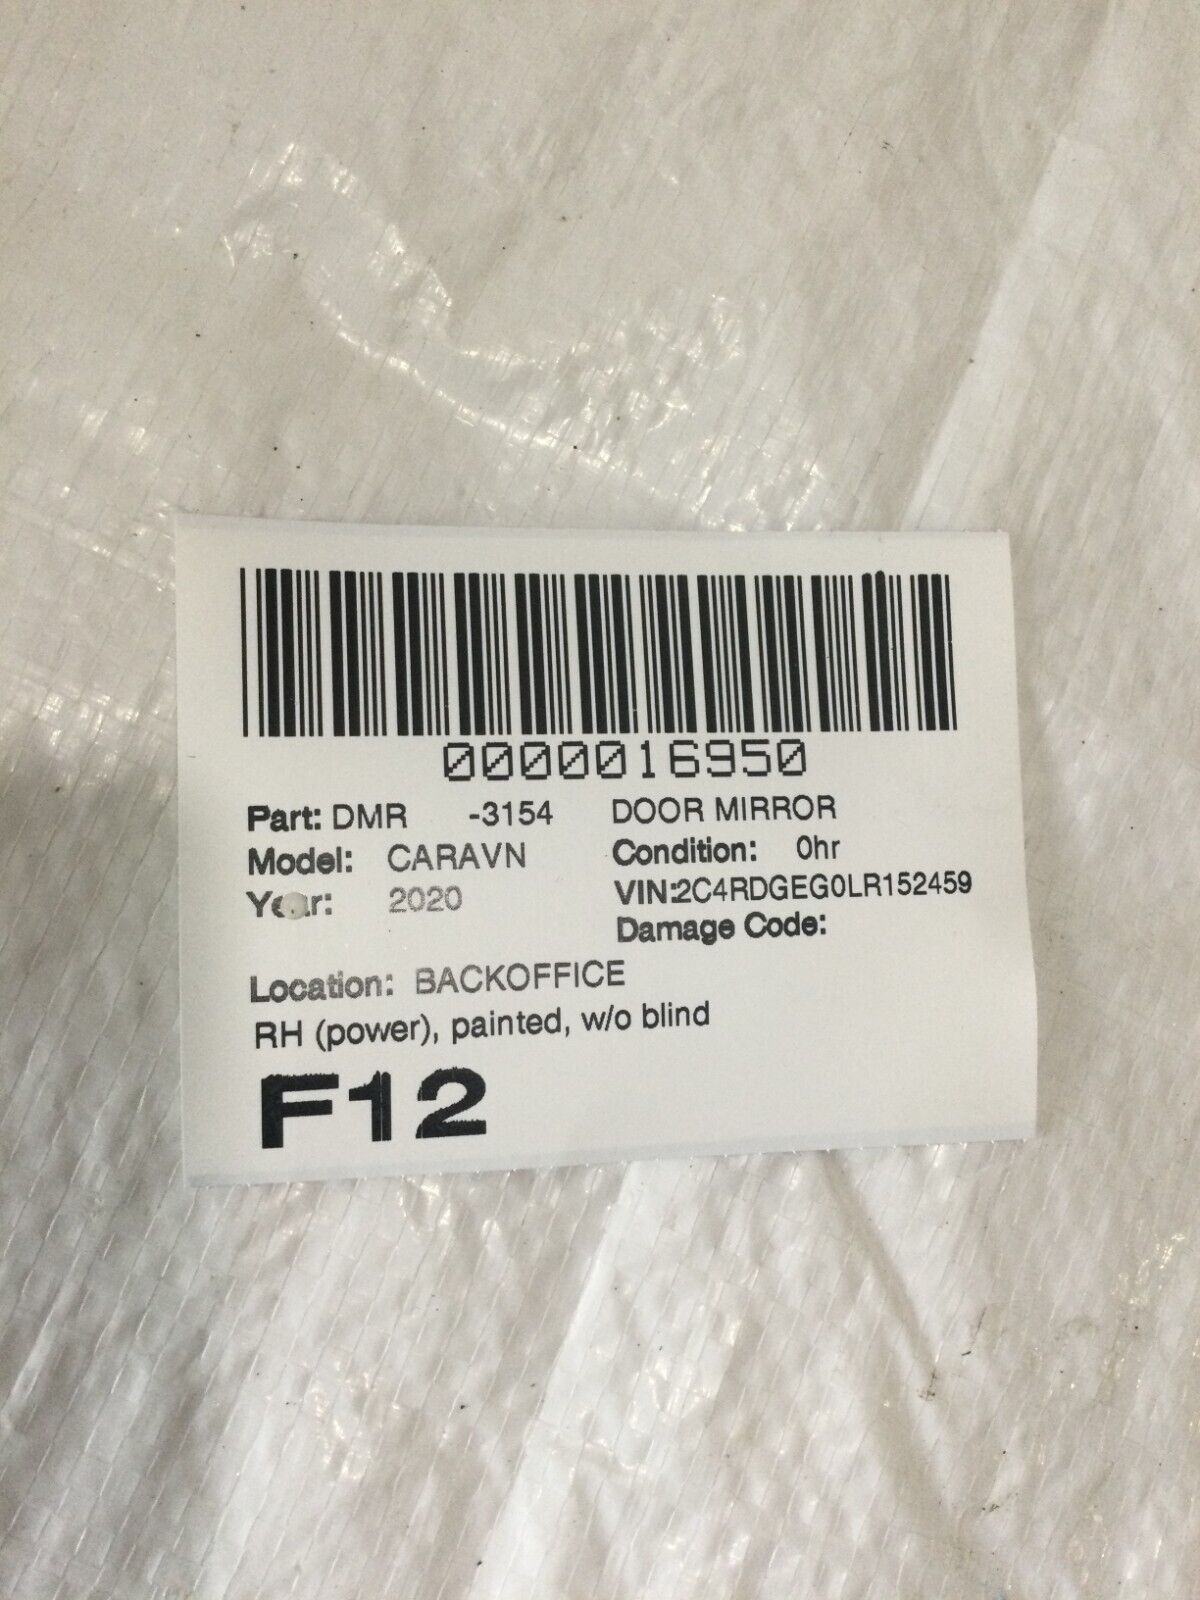 0000016950
Part: DMR -3154 DOOR MIRROR
Model: CARAVN Condition: 0hr
Year: 2020 VIN:2C4RDGEG0LR152459
Damage Code:
Location: BACKOFFICE
RH (power), painted, w/o blind
F12